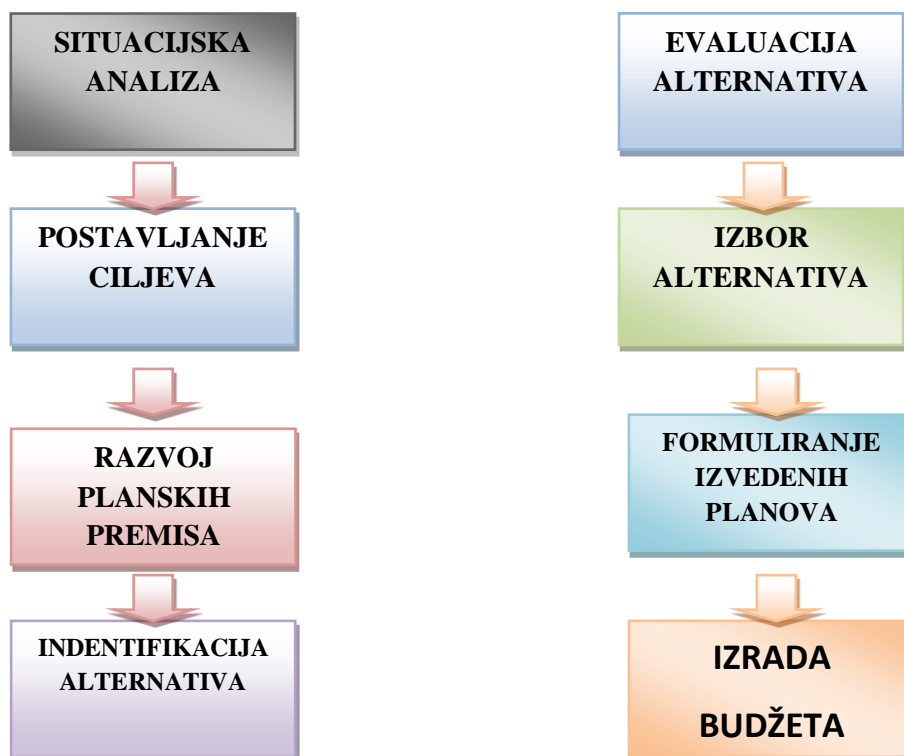 SITUACIJSKA
ANALIZA
POSTAVLJANJE
CILJEVA
RAZVOJ
PLANSKIH
PREMISA
INDENTIFIKACIJA
ALTERNATIVA
EVALUACIJA
ALTERNATIVA
IZBOR
ALTERNATIVA
FORMULIRANJE
IZVEDENIH
PLANOVA
IZRADA
BUDŽETA